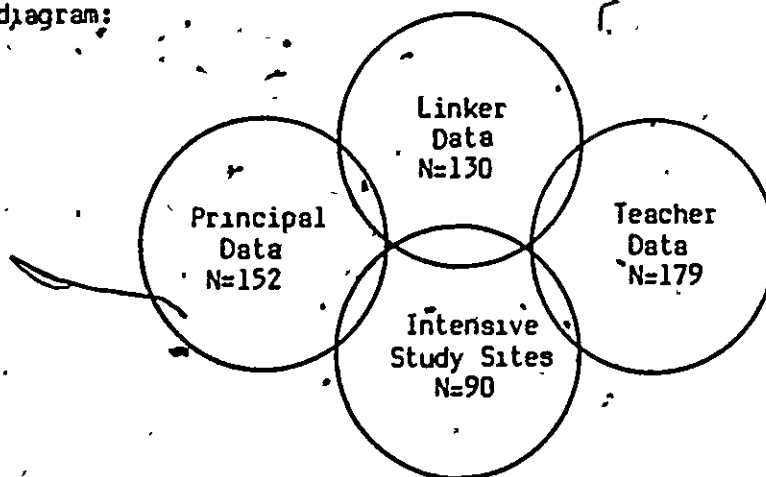 diagram:
Linker
Data
N=130
Principal
Data
N=152
Teacher
Data
N=179
Intensive
Study Sites
N=90